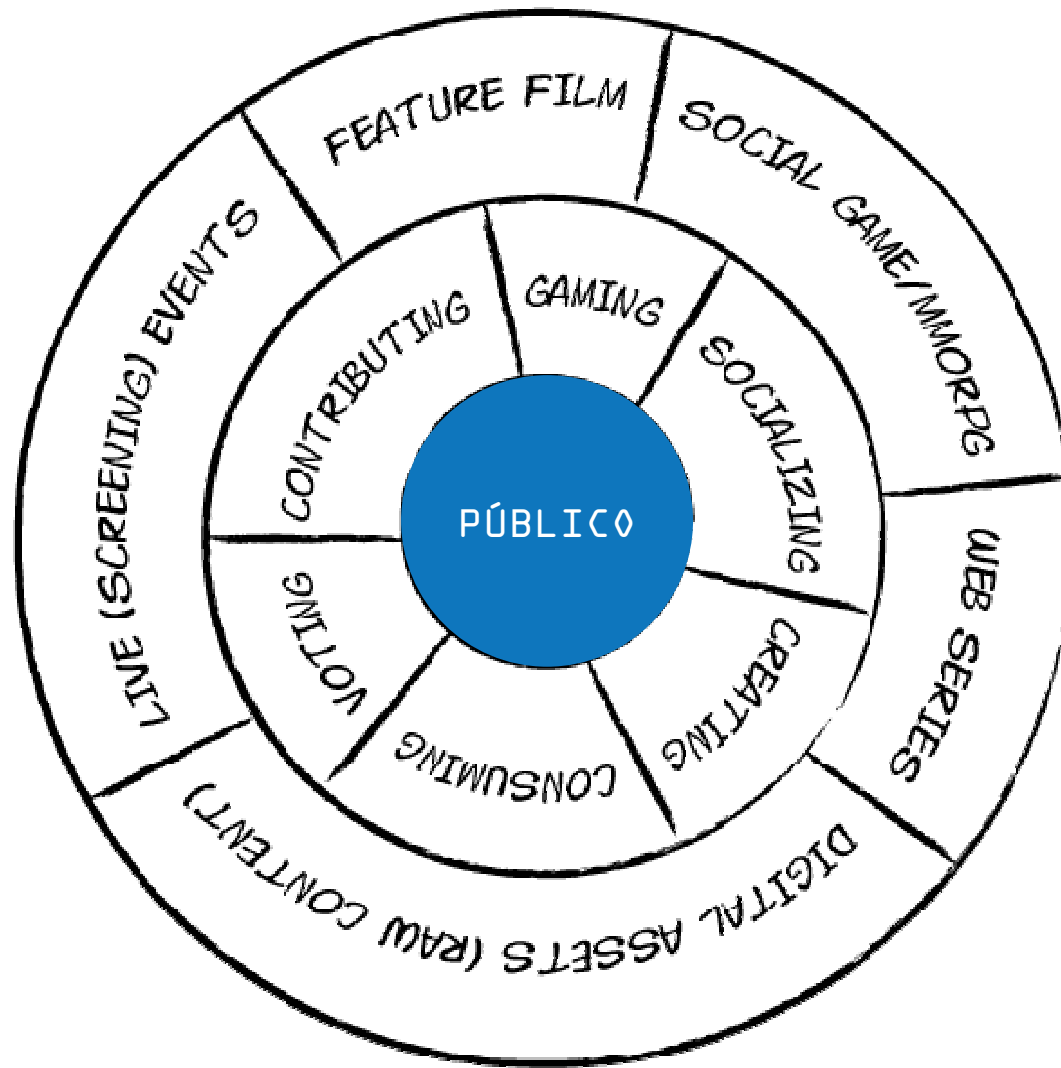 FEATURE FILM
SOCIAL GAME/MMORPG
WEB SERIES
DIGITAL ASSETS (RAW CONTENT)
LIVE (SCREENING) EVENTS
GAMING
SOCIALIZING
CREATING
CONSUMING
VOTING
CONTRIBUTING
PÚBLICO